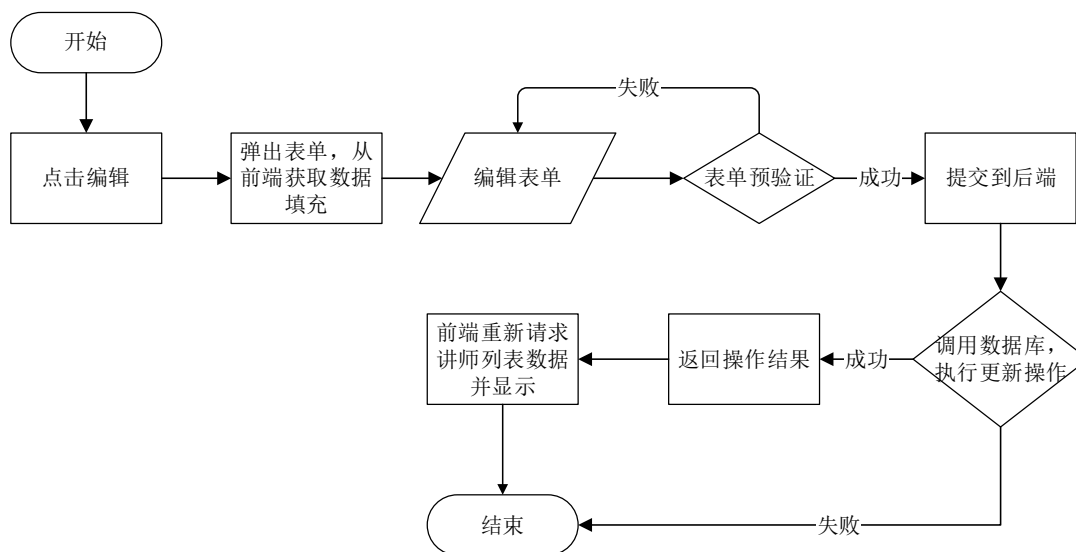 开始
失败
点击编辑
弹出表单，从
前端获取数据
填充
编辑表单
表单预验证
成功
提交到后端
前端重新请求
讲师列表数据
并显示
返回操作结果
成功
调用数据库，
执行更新操作
结束
失败